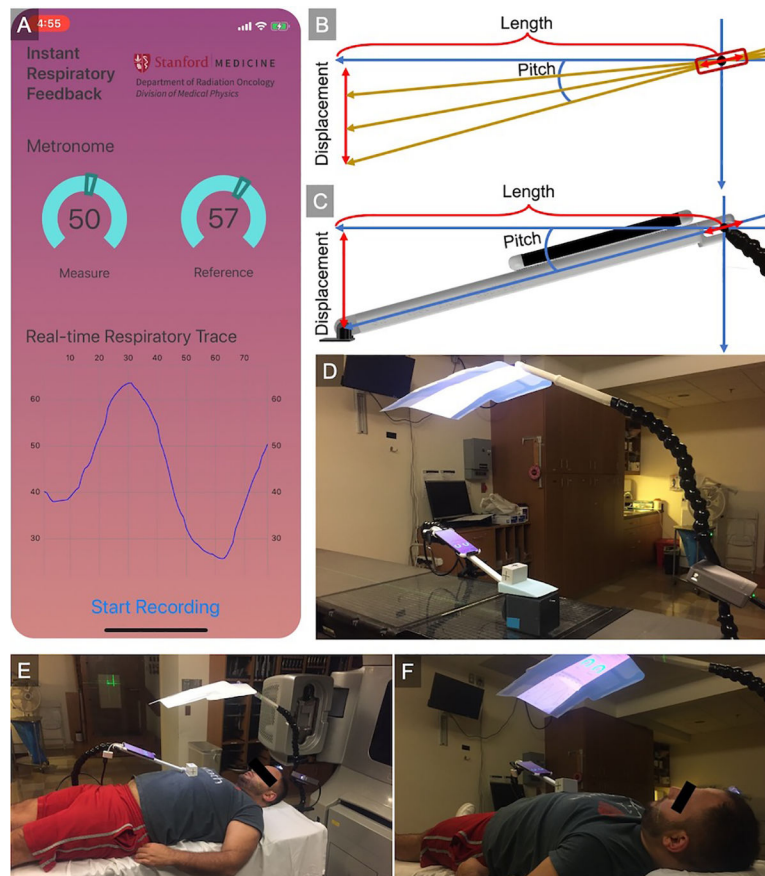 A
4:55
Instant
Respiratory
Feedback
Stanford MEDICINE
Department of Radiation Oncology
Division of Medical Physics
Metronome
50
57
Measure
Reference
Real-time Respiratory Trace
10 20 30 40 50 60 70
60
60
50
50
40
40
30
30
Start Recording
B
Length
Pitch
Displacement
C
Length
Pitch
Displacement
D
E
F